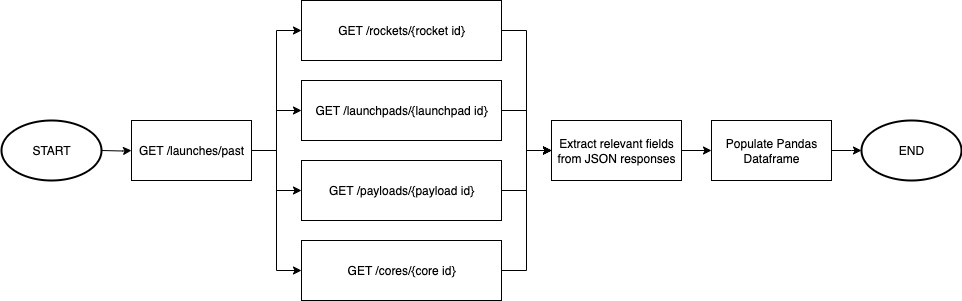 START
GET /launches/past
GET /rockets/{rocket id}
GET /launchpads/{launchpad id}
GET /payloads/{payload id}
GET /cores/{core id}
Extract relevant fields
from JSON responses
Populate Pandas
Dataframe
END